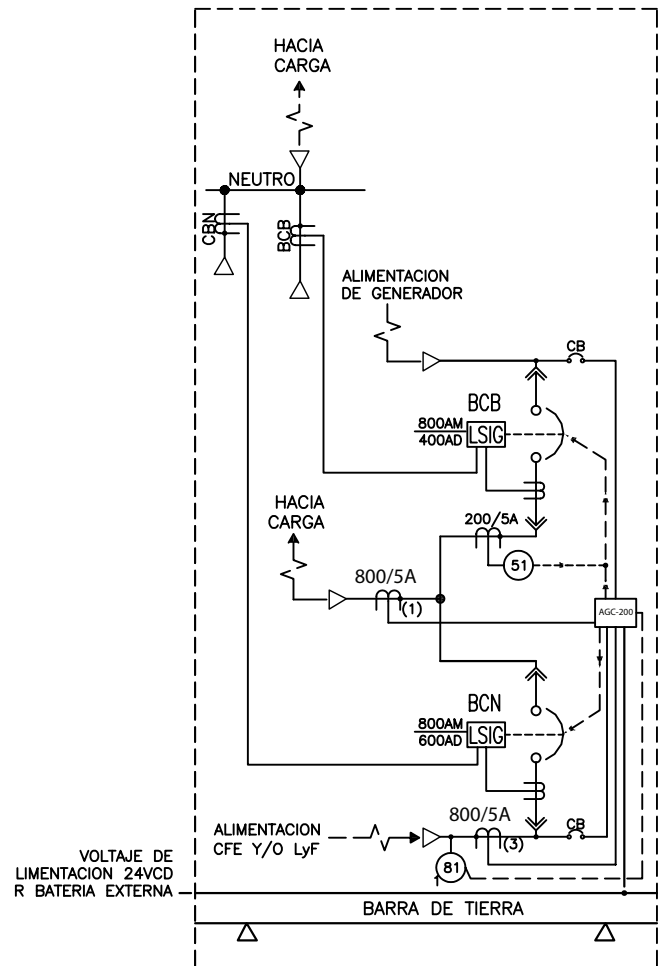 HACIA
CARGA
NEUTRO
CBN
BCB
ALIMENTACION
DE GENERADOR
CB
BCB
800AM
400AD
LSIG
HACIA
CARGA
200/5A
51
800/5A
(1)
AGC-200
BCN
800AM
600AD
LSIG
800/5A
CB
ALIMENTACION
CFE Y/O LyF
(3)
81
VOLTAJE DE
LIMENTACION 24VCD
R BATERIA EXTERNA
BARRA DE TIERRA